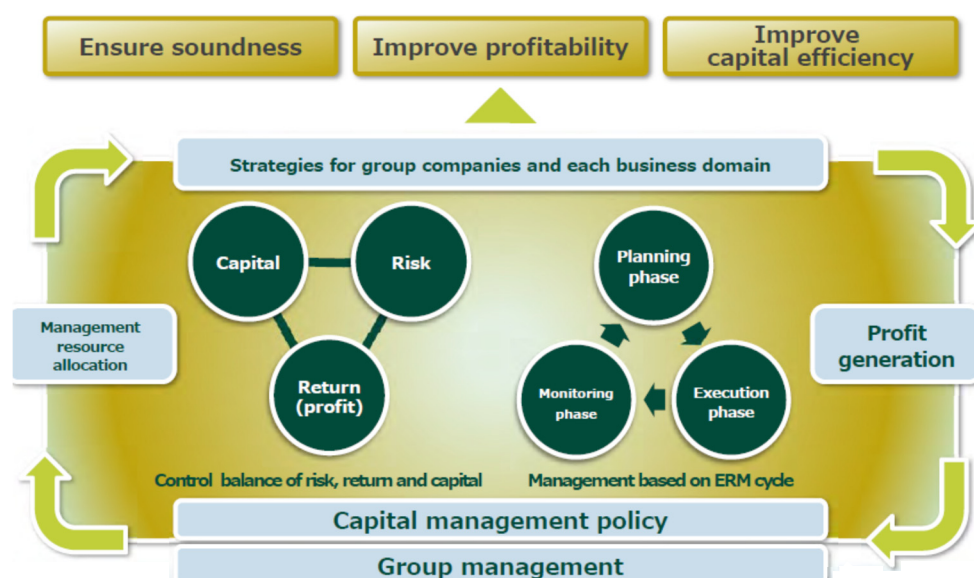 Ensure soundness
Improve profitability
Improve
capital efficiency
Strategies for group companies and each business domain
Capital
Risk
Return
(profit)
Planning
phase
Monitoring
phase
Execution
phase
Management
resource
allocation
Profit
generation
Control balance of risk, return and capital
Management based on ERM cycle
Capital management policy
Group management